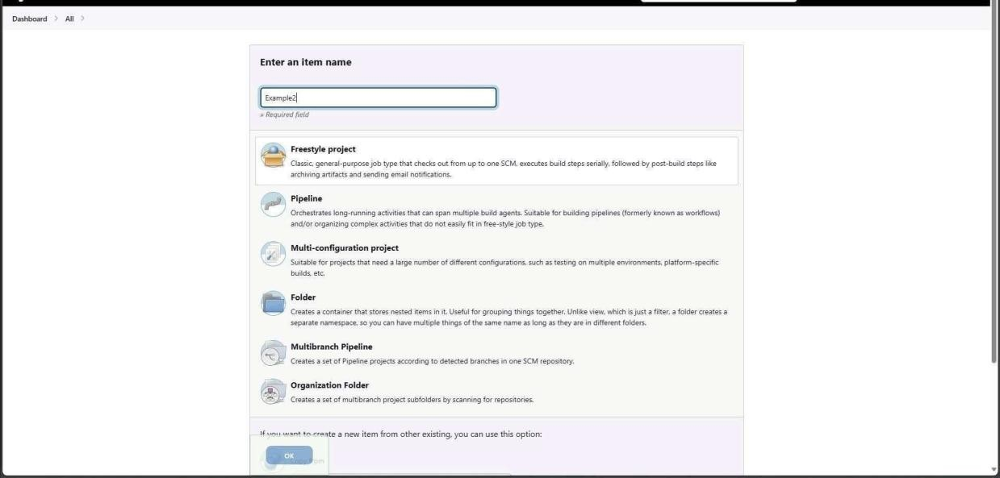 Dashboard > All >
Enter an item name
Example2
» Required field
Freestyle project
Classic, general-purpose job type that checks out from up to one SCM, executes build steps serially, followed by post-build steps like
archiving artifacts and sending email notifications.
Pipeline
Orchestrates long-running activities that can span multiple build agents. Suitable for building pipelines (formerly known as workflows)
and/or organizing complex activities that do not easily fit in free-style job type.
Multi-configuration project
Suitable for projects that need a large number of different configurations, such as testing on multiple environments, platform-specific
builds, etc.
Folder
Creates a container that stores nested items in it. Useful for grouping things together. Unlike view, which is just a filter, a folder creates a
separate namespace, so you can have multiple things of the same name as long as they are in different folders.
Multibranch Pipeline
Creates a set of Pipeline projects according to detected branches in one SCM repository.
Organization Folder
Creates a set of multibranch project subfolders by scanning for repositories.
If you want to create a new item from other existing, you can use this option:
OK
Copy from